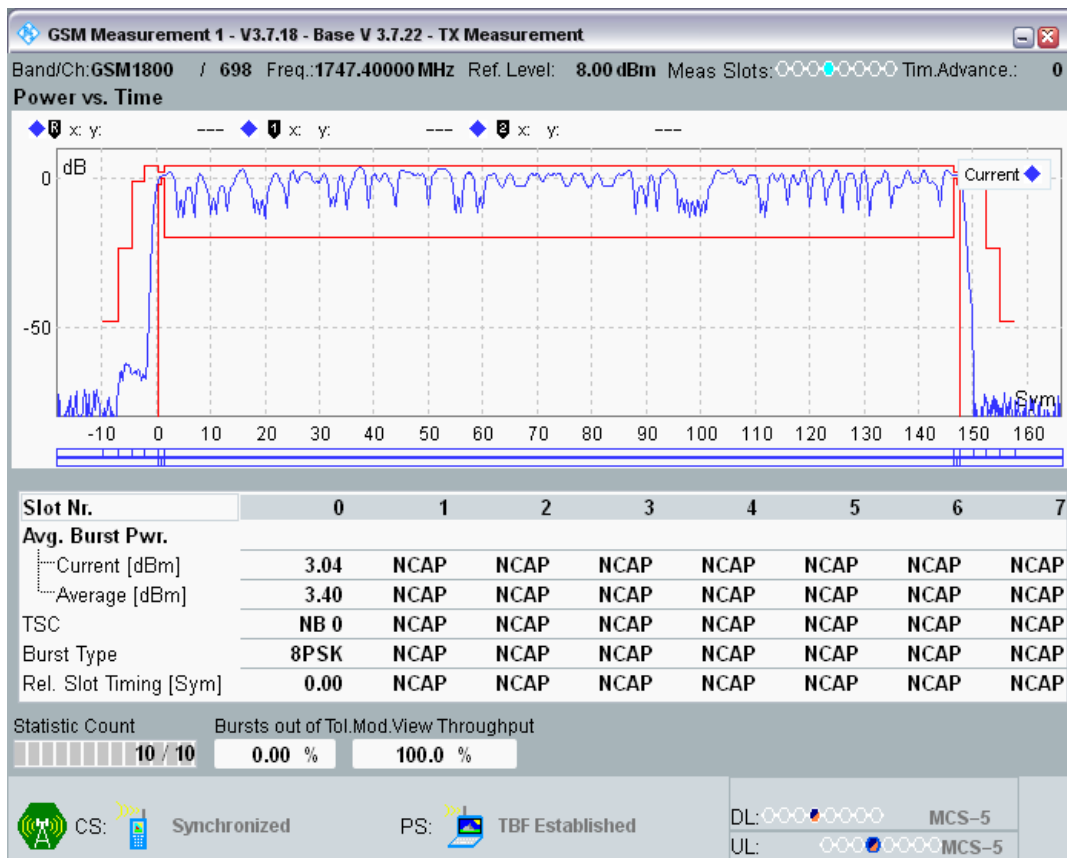 GSM Measurement 1 - V3.7.18 - Base V 3.7.22 - TX Measurement
Band/Ch:GSM1800 / 698 Freq.:1747.40000 MHz Ref. Level: 8.00 dBm Meas Slots: Tim.Advance.: 0
Power vs. Time
R x: y: --- 1 x: y: --- 2 x: y: ---
dB
Current
0
-50
Sym
-10 0 10 20 30 40 50 60 70 80 90 100 110 120 130 140 150 160
Slot Nr. 0 1 2 3 4 5 6 7
Avg. Burst Pwr.
Current [dBm] 3.04 NCAP NCAP NCAP NCAP NCAP NCAP NCAP
Average [dBm] 3.40 NCAP NCAP NCAP NCAP NCAP NCAP NCAP
TSC NB 0 NCAP NCAP NCAP NCAP NCAP NCAP NCAP
Burst Type 8PSK NCAP NCAP NCAP NCAP NCAP NCAP NCAP
Rel. Slot Timing [Sym] 0.00 NCAP NCAP NCAP NCAP NCAP NCAP NCAP
Statistic Count Bursts out of Tol.Mod.View Throughput
10 / 10 0.00 % 100.0 %
CS: Synchronized PS: TBF Established DL: MCS-5
UL: MCS-5